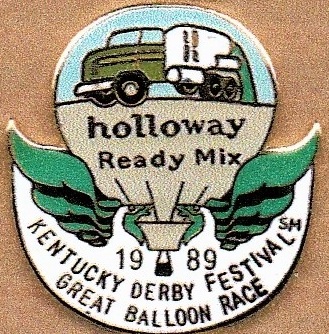 holloway
Ready Mix
19 89
KENTUCKY DERBY FESTIVAL
GREAT BALLOON RACE
SH